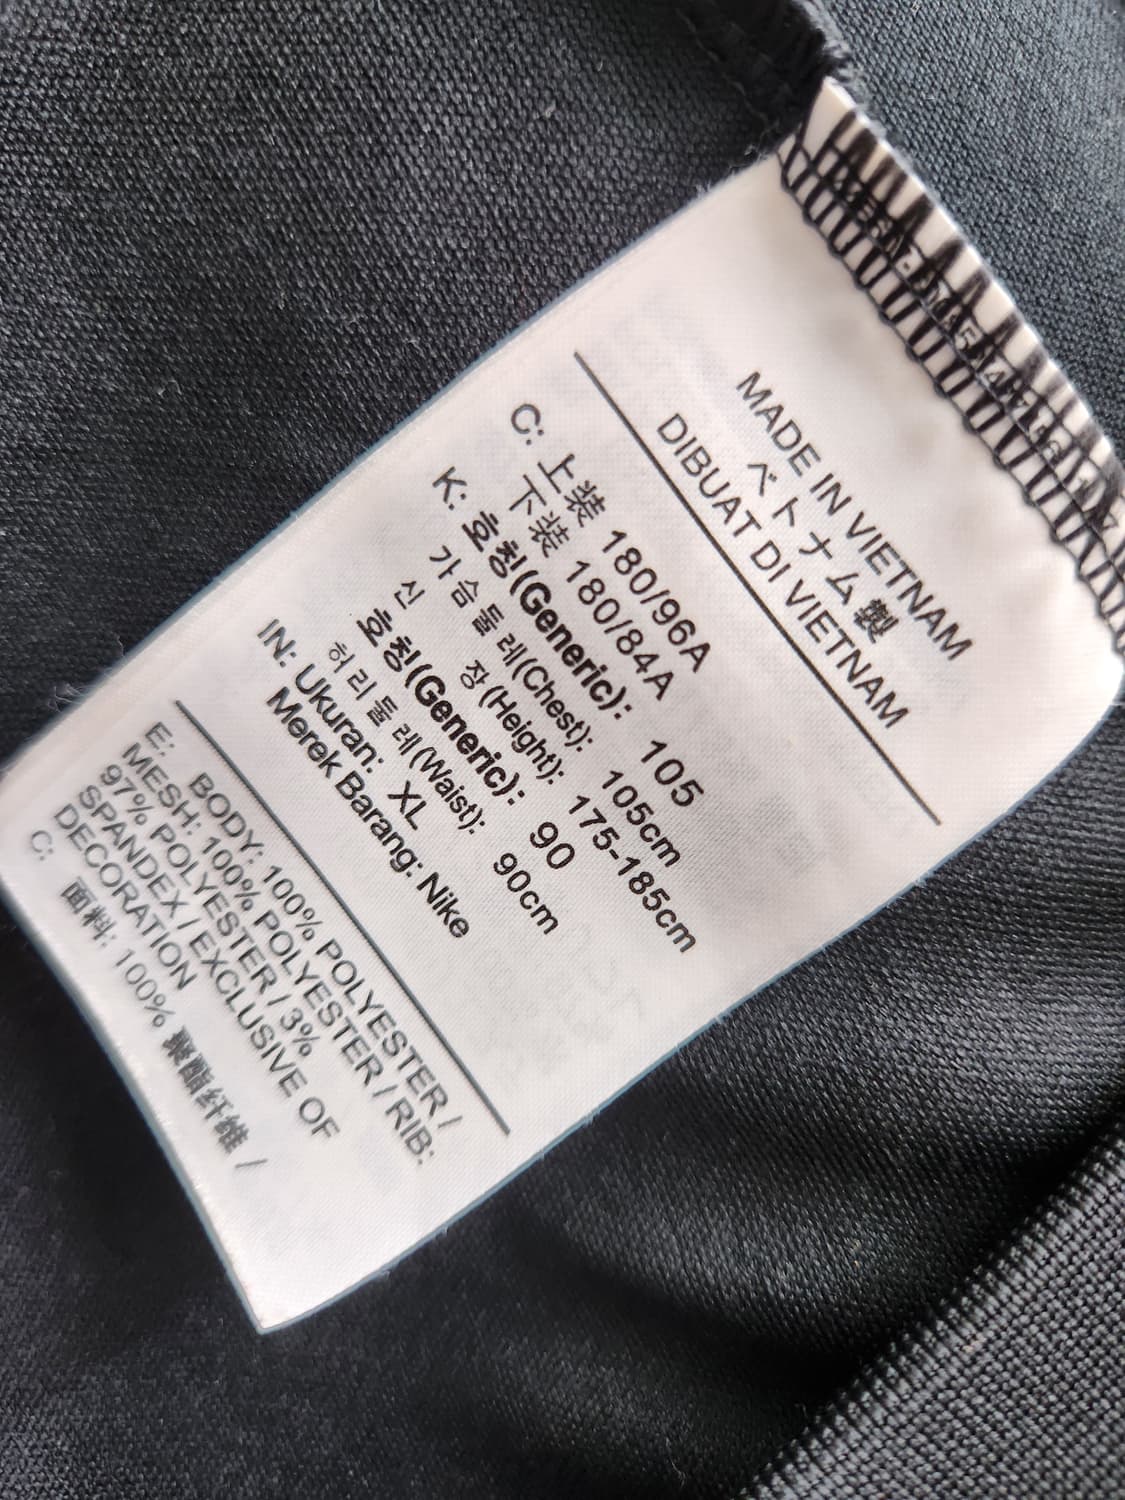 MADE IN VIETNAM
ベトナム製
DIBUAT DI VIETNAM
C: 上装 180/96A
下装 180/84A
K: 호칭(Generic): 105
가슴둘레(Chest): 105cm
신 장(Height): 175-185cm
호칭(Generic): 90
허리둘레(Waist): 90cm
IN: Ukuran: XL
Merek Barang: Nike
E: BODY: 100% POLYESTER /
MESH: 100% POLYESTER / RIB:
97% POLYESTER / 3%
SPANDEX / EXCLUSIVE OF
DECORATION
C: 面料: 100% 聚酯纤维 /